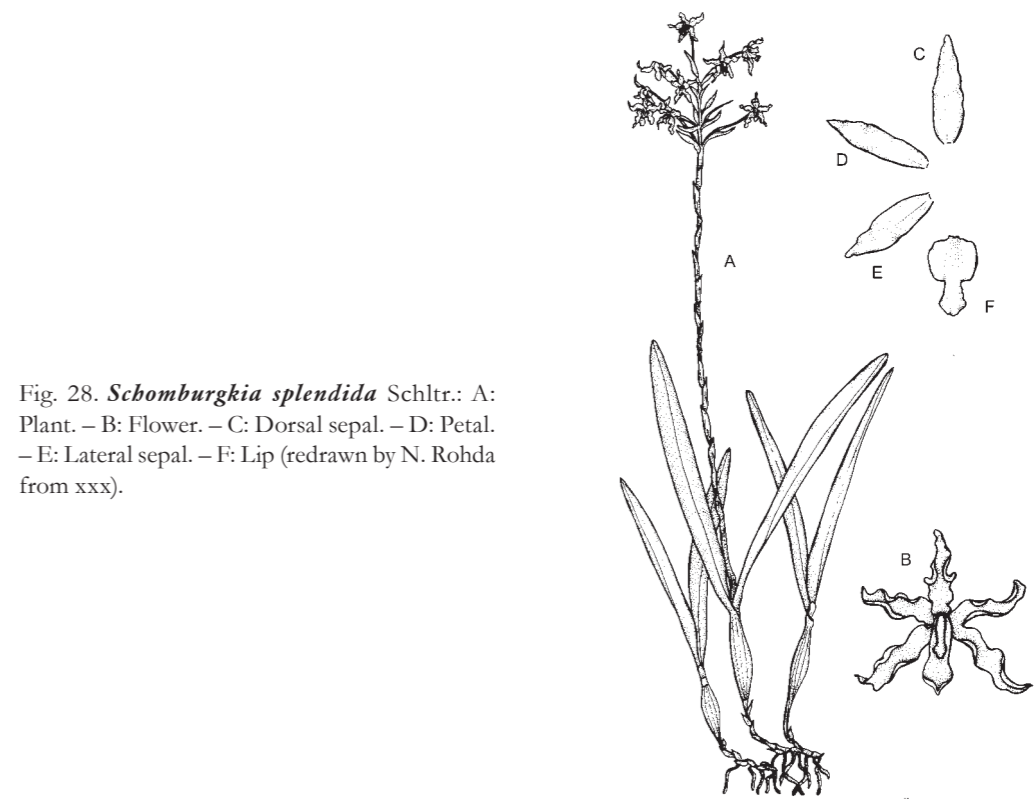 Fig. 28. Schomburgkia splendida Schltr.: A:
Plant. – B: Flower. – C: Dorsal sepal. – D: Petal.
– E: Lateral sepal. – F: Lip (redrawn by N. Rohda
from xxx).
C
D
A
E
F
B